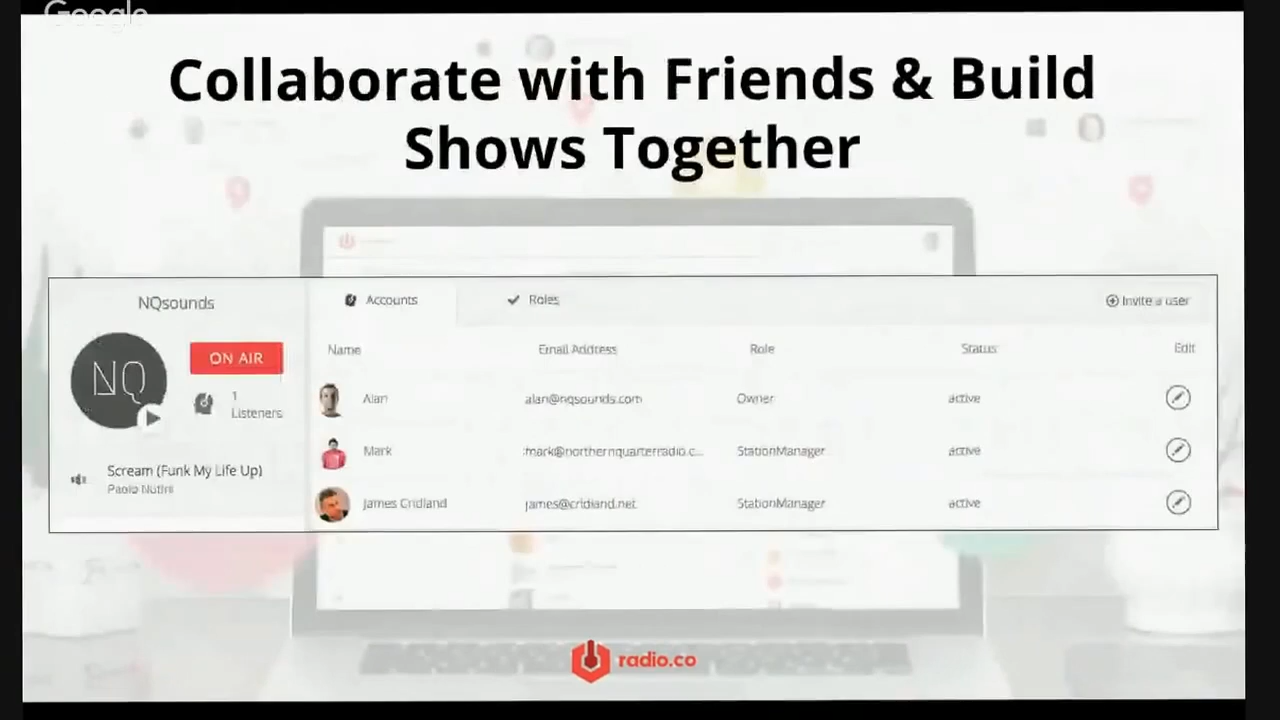 Google
Collaborate with Friends & Build
Shows Together
NQsounds
NQ
ON AIR
1
Listeners
Scream (Funk My Life Up)
Paolo Nutini
Accounts
Roles
Invite a user
Name Email Address Role Status Edit
Alan alan@nqsounds.com Owner active
Mark mark@northernquarterradio.c... StationManager active
James Cridland james@cridland.net StationManager active
radio.co